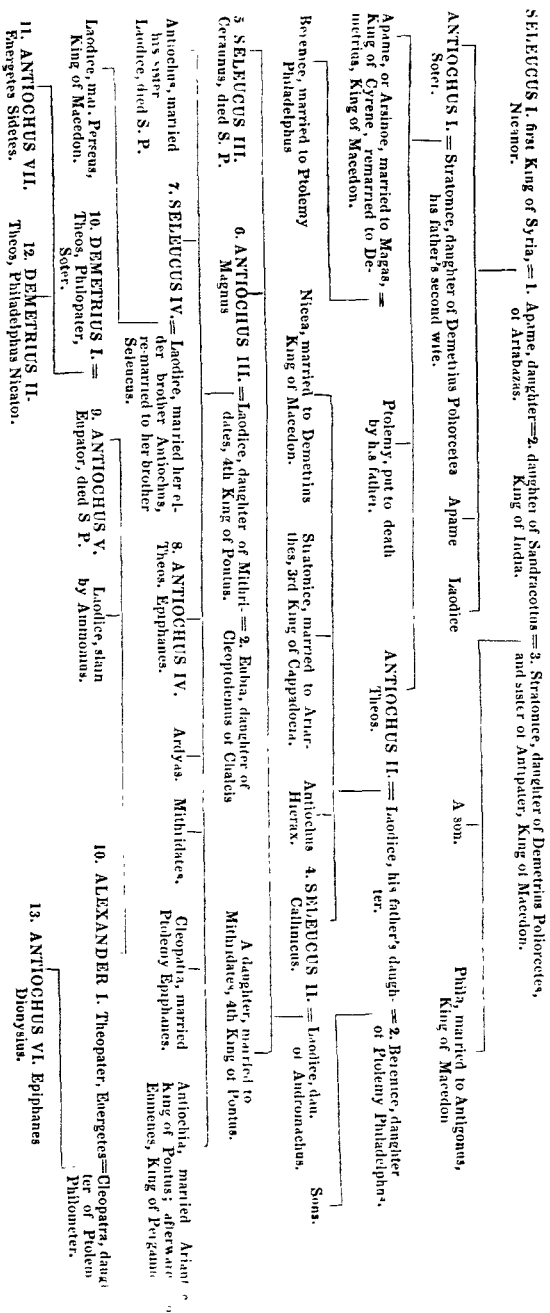 SELEUCUS I. first King of Syria, = 1. Apame, daughter=2. daughter of Sandracottus = 3. Stratonice, daughter of Demetrius Poliorcetes,
Nicanor. of Artabazas. King of India. and sister of Antipater, King of Macedon.
ANTIOCHUS I. = Stratonice, daughter of Demetrius Poliorcetes Apame Laodice A son. Phila, married to Antigonus,
Soter. his father's second wife. King of Macedon
Apame, or Arsinoe, married to Magas, = Ptolemy, put to death ANTIOCHUS II. = Laodice, his father's daugh- = 2. Berenice, daughter
King of Cyrene, remarried to De- by his father. Theos. ter. of Ptolemy Philadelphus.
metrius, King of Macedon.
Berenice, married to Ptolemy Nicea, married to Demetrius Stratonice, married to Ariar- Antiochus 4. SELEUCUS II. = Laodice, dau. Sons.
Philadelphus King of Macedon. thes, 3rd King of Cappadocia. Hierax. Callinicus. of Andromachus.
5 SELEUCUS III. 6. ANTIOCHUS III. = Laodice, daughter of Mithri- = 2. Eubia, daughter of A daughter, married to
Ceraunus, died S. P. Magnus dates, 4th King of Pontus. Cleoptolemus of Chalcis Mithridates, 4th King of Pontus.
Antiochus, married 7. SELEUCUS IV. = Laodice, married her el- 8. ANTIOCHUS IV. Ardyas. Mithridates. Cleopatra, married Antiochia, married
his sister der brother Antiochus, Theos. Epiphanes. Ptolemy Epiphanes. King of Pontus;
Laodice, died S. P. re-married to her brother Eumenes, King of
Seleucus.
Laodice, mar. Perseus, 10. DEMETRIUS I. = 9. ANTIOCHUS V. Laodice, slain 10. ALEXANDER I. Theopater, Energetes=Cleopatra,
King of Macedon. Theos, Philopater, Eupator, died S P. by Ammonius. ter of
Soter. Philometer.
11. ANTIOCHUS VII. 12. DEMETRIUS II- 13. ANTIOCHUS VI. Epiphanes
Energetes Sidetes. Theos, Philadelphus Nicator. Dionysius.